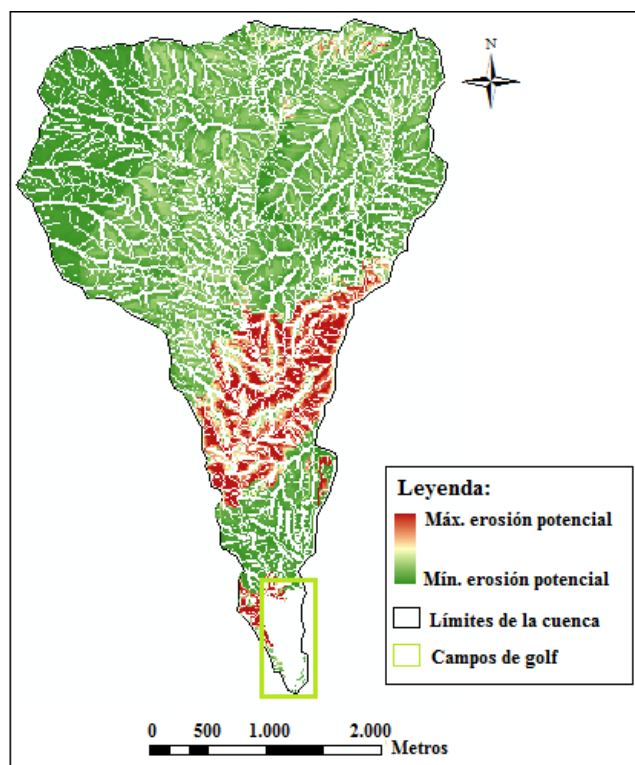 N
Leyenda:
Máx. erosión potencial
Mín. erosión potencial
Límites de la cuenca
Campos de golf
0 500 1.000 2.000
Metros